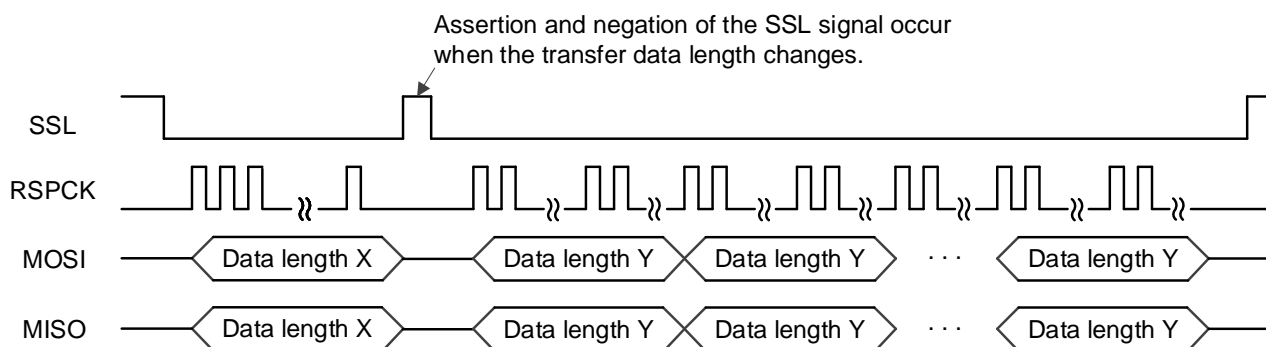 Assertion and negation of the SSL signal occur
when the transfer data length changes.
SSL
RSPCK
MOSI Data length X Data length Y Data length Y · · · Data length Y
MISO Data length X Data length Y Data length Y · · · Data length Y